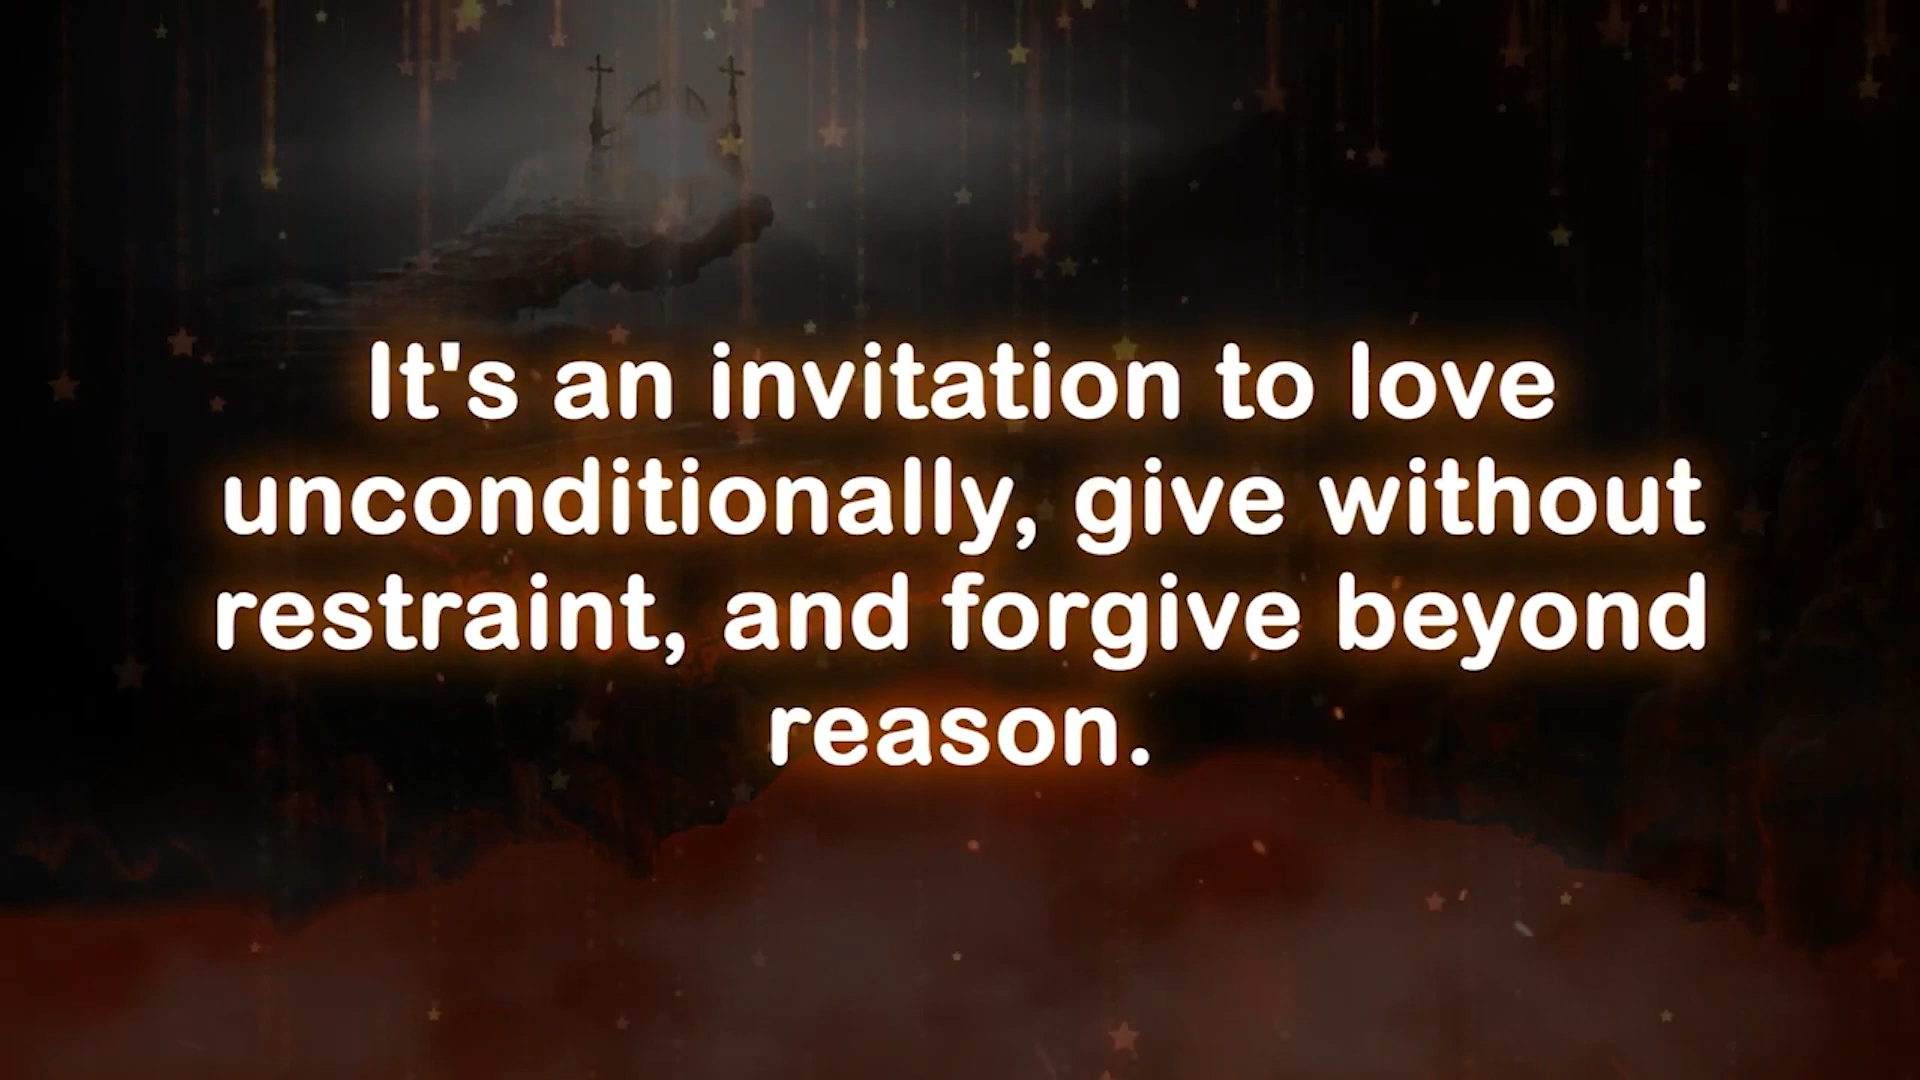 It's an invitation to love
unconditionally, give without
restraint, and forgive beyond
reason.